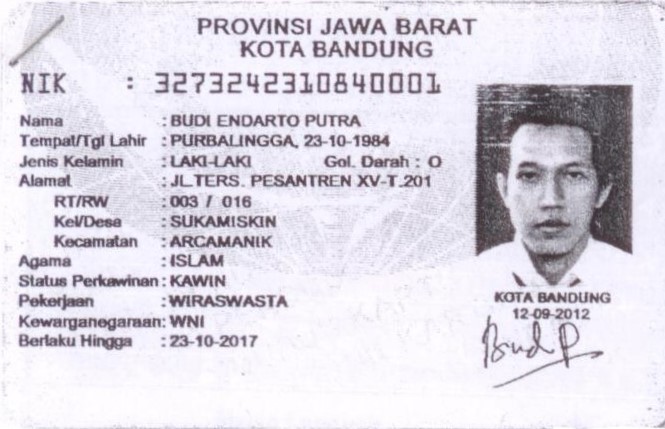 PROVINSI JAWA BARAT
KOTA BANDUNG
NIK : 3273242310840001
Nama : BUDI ENDARTO PUTRA
Tempat/Tgl Lahir : PURBALINGGA, 23-10-1984
Jenis Kelamin : LAKI-LAKI Gol. Darah : O
Alamat : JL.TERS. PESANTREN XV-T.201
RT/RW : 003 / 016
Kel/Desa : SUKAMISKIN
Kecamatan : ARCAMANIK
Agama : ISLAM
Status Perkawinan : KAWIN
Pekerjaan : WIRASWASTA
Kewarganegaraan: WNI
Berlaku Hingga : 23-10-2017
KOTA BANDUNG
12-09-2012
Budi P